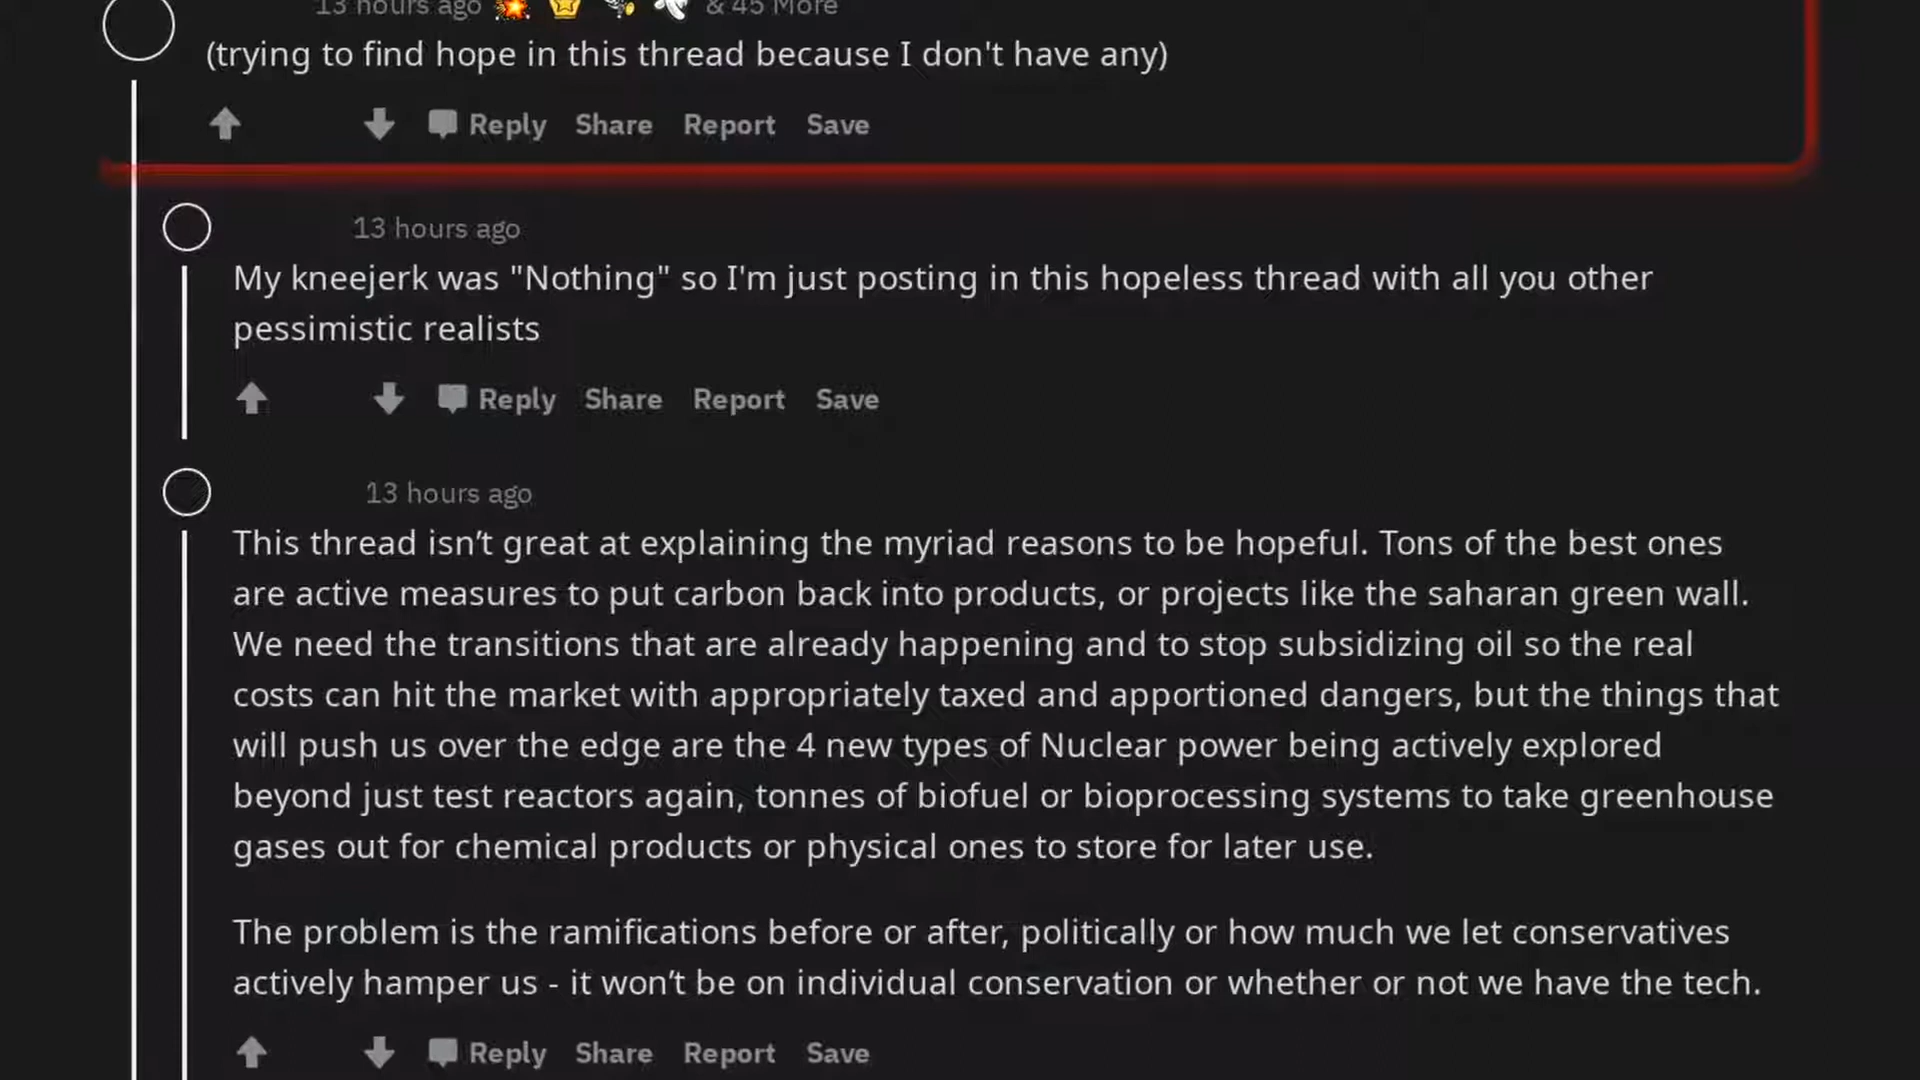 13 hours ago & 45 More
(trying to find hope in this thread because I don't have any)
Reply Share Report Save
13 hours ago
My kneejerk was "Nothing" so I'm just posting in this hopeless thread with all you other
pessimistic realists
Reply Share Report Save
13 hours ago
This thread isn’t great at explaining the myriad reasons to be hopeful. Tons of the best ones
are active measures to put carbon back into products, or projects like the saharan green wall.
We need the transitions that are already happening and to stop subsidizing oil so the real
costs can hit the market with appropriately taxed and apportioned dangers, but the things that
will push us over the edge are the 4 new types of Nuclear power being actively explored
beyond just test reactors again, tonnes of biofuel or bioprocessing systems to take greenhouse
gases out for chemical products or physical ones to store for later use.
The problem is the ramifications before or after, politically or how much we let conservatives
actively hamper us - it won’t be on individual conservation or whether or not we have the tech.
Reply Share Report Save